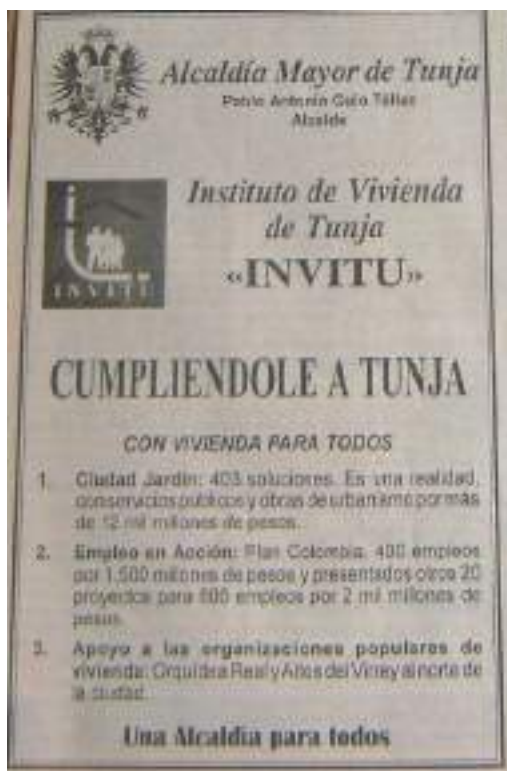 Alcaldía Mayor de Tunja
Pablo Antonio Guío Téllez
Alcalde
Instituto de Vivienda
de Tunja
«INVITU»
INVITU
CUMPLIENDOLE A TUNJA
CON VIVIENDA PARA TODOS
1. Ciudad Jardín: 403 soluciones. Es una realidad,
con servicios públicos y obras de urbanismo por más
de 12 mil millones de pesos.
2. Empleo en Acción: Plan Colombia. 400 empleos
por 1.500 millones de pesos y presentados otros 20
proyectos para 600 empleos por 2 mil millones de
pesos.
3. Apoyo a las organizaciones populares de
vivienda: Orquídea Real y Altos del Virrey al norte de
la ciudad.
Una Alcaldía para todos